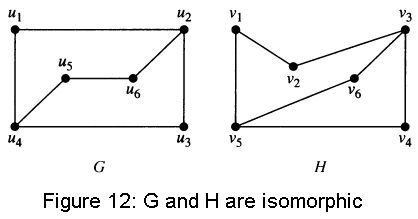 u1 u2 v1 v3
u5 u6 v2 v6
u4 u3 v5 v4
G H
Figure 12: G and H are isomorphic